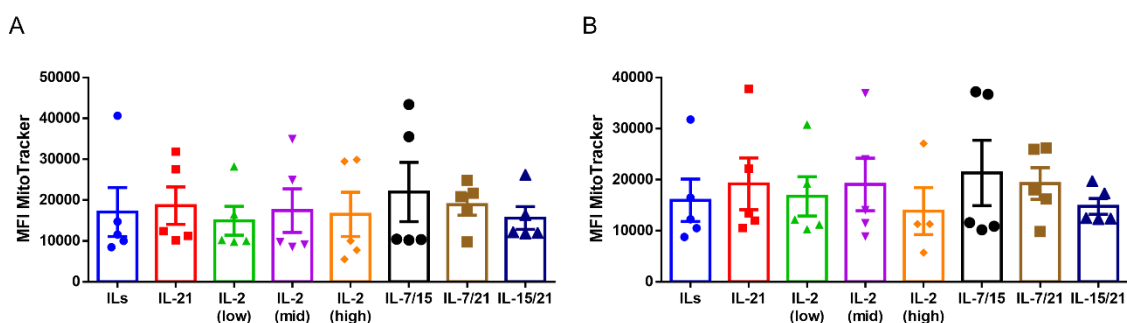 A
MFI MitoTracker
50000
40000
30000
20000
10000
0
ILs IL-21 IL-2 IL-2 IL-2 IL-7/15 IL-7/21 IL-15/21
(low) (mid) (high)
B
MFI MitoTracker
40000
30000
20000
10000
0
ILs IL-21 IL-2 IL-2 IL-2 IL-7/15 IL-7/21 IL-15/21
(low) (mid) (high)